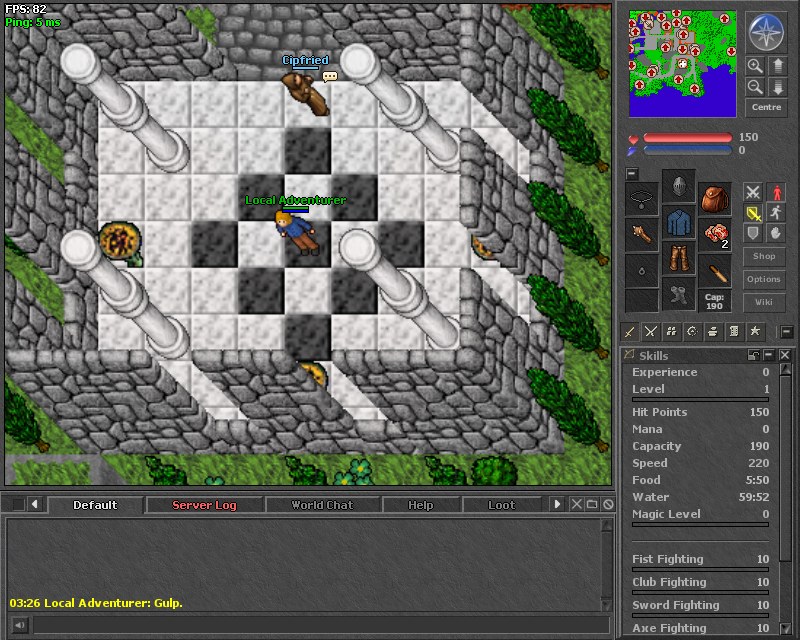 FPS: 82
Ping: 5 ms
Cipfried
Local Adventurer
Centre
150
0
2
Cap:
190
Shop
Options
Wiki
Skills
Experience 0
Level 1
Hit Points 150
Mana 0
Capacity 190
Speed 220
Food 5:50
Water 59:52
Magic Level 0
Fist Fighting 10
Club Fighting 10
Sword Fighting 10
Axe Fighting 10
Default Server Log World Chat Help Loot
03:26 Local Adventurer: Gulp.